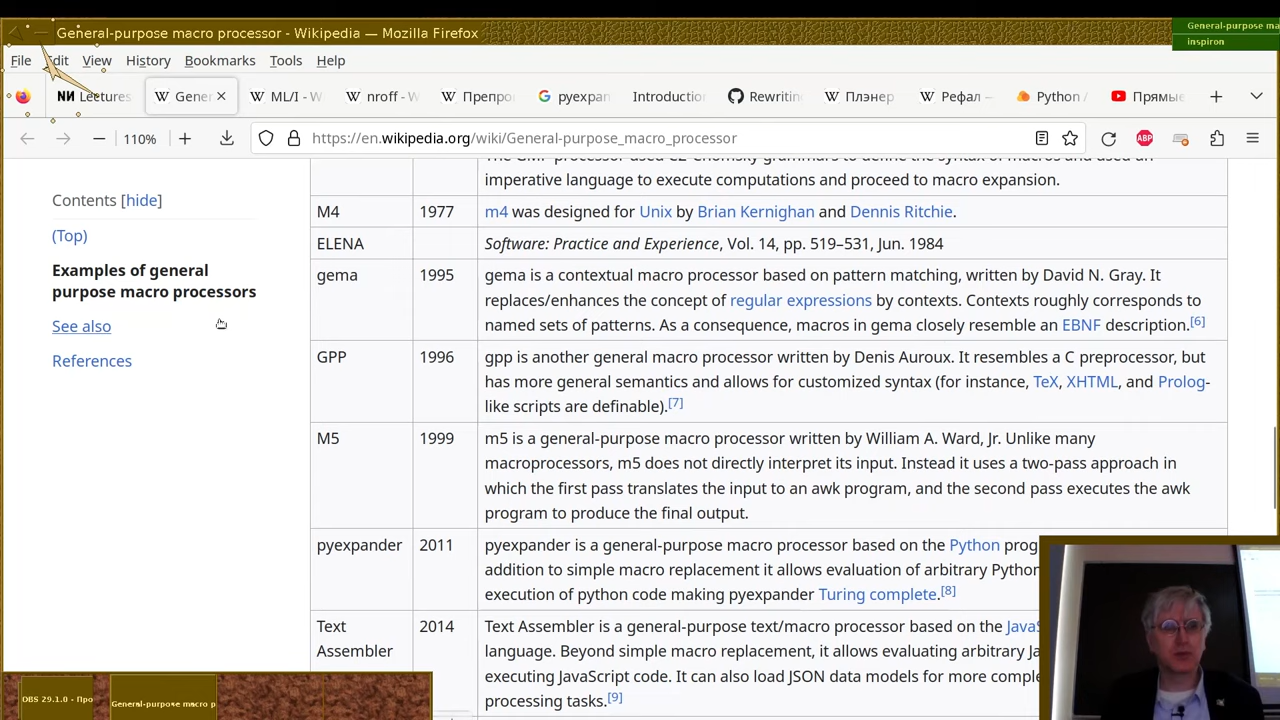 General-purpose macro processor - Wikipedia — Mozilla Firefox
General-purpose ma
inspiron
File Edit View History Bookmarks Tools Help
Lectures
Gene
ML/I - W
nroff - W
Препро
pyexpan
Introductio
Rewritin
Плэнер
Рефал —
Python /
Прямые
110%
https://en.wikipedia.org/wiki/General-purpose_macro_processor
ABP
Contents [hide]
(Top)
Examples of general
purpose macro processors
See also
References
imperative language to execute computations and proceed to macro expansion.
M4 1977 m4 was designed for Unix by Brian Kernighan and Dennis Ritchie.
ELENA Software: Practice and Experience, Vol. 14, pp. 519–531, Jun. 1984
gema 1995 gema is a contextual macro processor based on pattern matching, written by David N. Gray. It
replaces/enhances the concept of regular expressions by contexts. Contexts roughly corresponds to
named sets of patterns. As a consequence, macros in gema closely resemble an EBNF description.[6]
GPP 1996 gpp is another general macro processor written by Denis Auroux. It resembles a C preprocessor, but
has more general semantics and allows for customized syntax (for instance, TeX, XHTML, and Prolog-
like scripts are definable).[7]
M5 1999 m5 is a general-purpose macro processor written by William A. Ward, Jr. Unlike many
macroprocessors, m5 does not directly interpret its input. Instead it uses a two-pass approach in
which the first pass translates the input to an awk program, and the second pass executes the awk
program to produce the final output.
pyexpander 2011 pyexpander is a general-purpose macro processor based on the Python prog
addition to simple macro replacement it allows evaluation of arbitrary Python
execution of python code making pyexpander Turing complete.[8]
Text 2014 Text Assembler is a general-purpose text/macro processor based on the Java
Assembler language. Beyond simple macro replacement, it allows evaluating arbitrary Ja
executing JavaScript code. It can also load JSON data models for more comple
processing tasks.[9]
OBS 29.1.0 - Про
General-purpose macro p